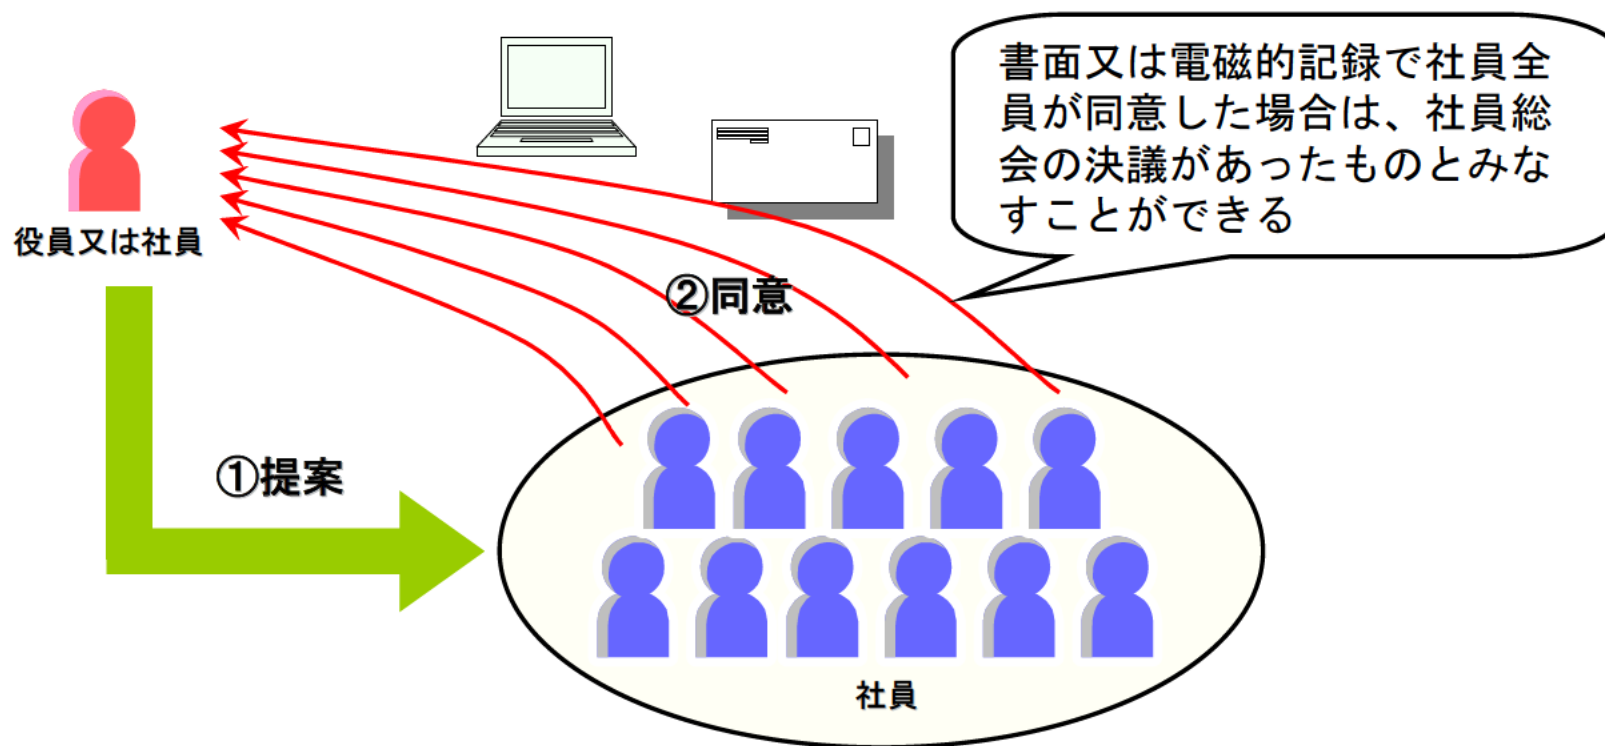 書面又は電磁的記録で社員全
員が同意した場合は、社員総
会の決議があったものとみな
すことができる
役員又は社員
②同意
①提案
社員